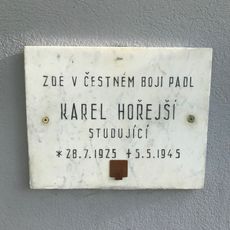 ZDE V ČESTNÉM BOJI PADL
KAREL HOŘEJŠÍ
STUDUJÍCÍ
* 28.7.1925 ✝ 5.5.1945